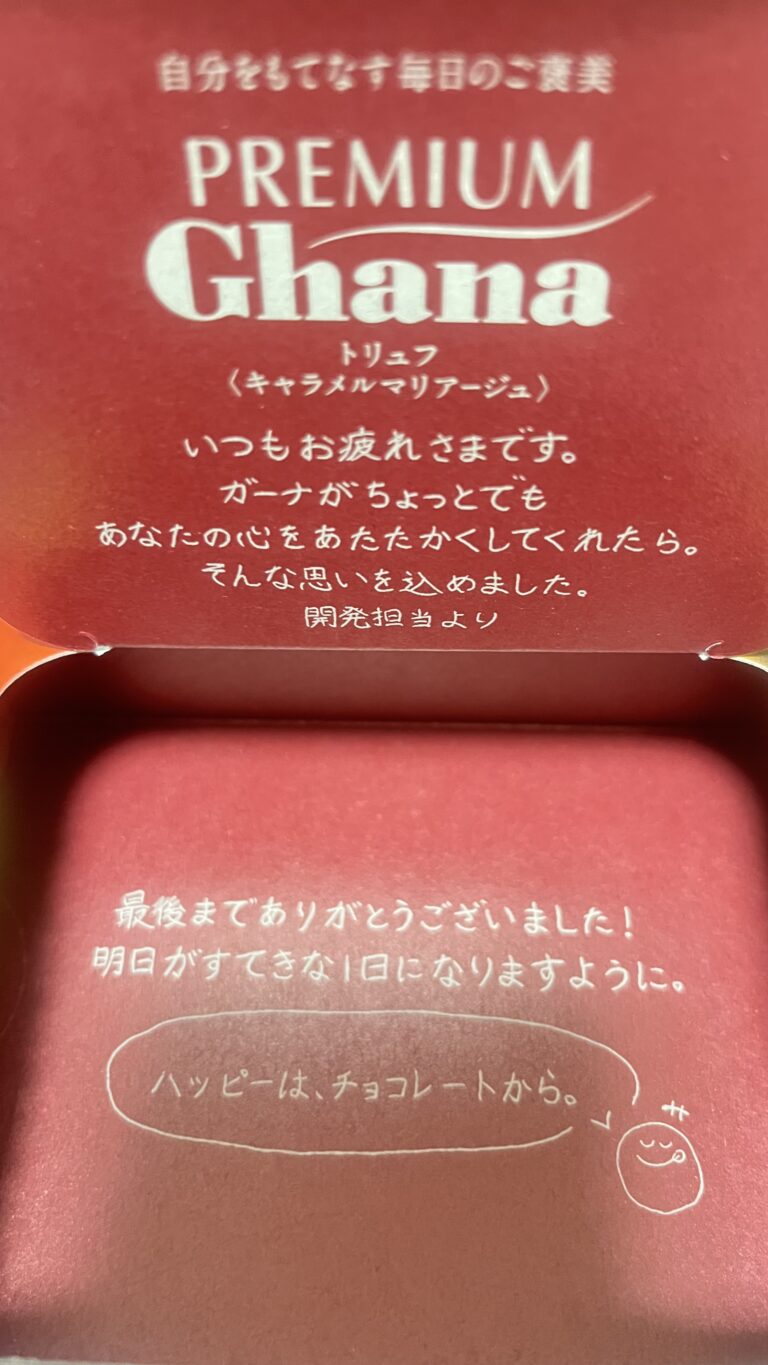 自分をもてなす毎日のご褒美
PREMIUM
Ghana
トリュフ
〈キャラメルマリアージュ〉
いつもお疲れさまです。
ガーナがちょっとでも
あなたの心をあたたかくしてくれたら。
そんな思いを込めました。
開発担当より
最後までありがとうございました!
明日がすてきな1日になりますように。
ハッピーは、チョコレートから。